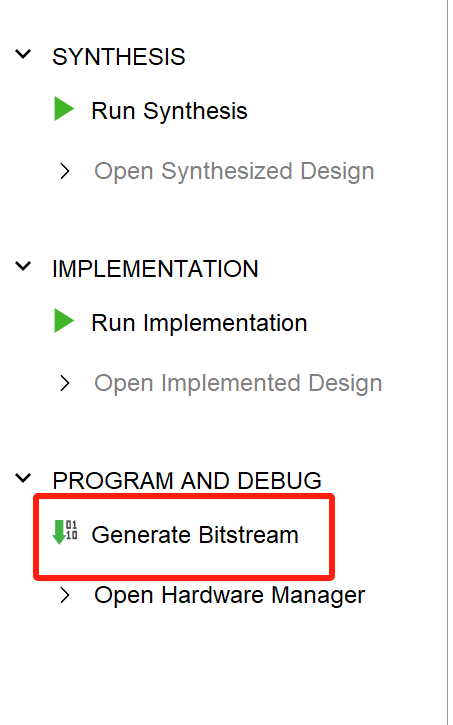 SYNTHESIS
Run Synthesis
Open Synthesized Design
IMPLEMENTATION
Run Implementation
Open Implemented Design
PROGRAM AND DEBUG
01
10
Generate Bitstream
Open Hardware Manager